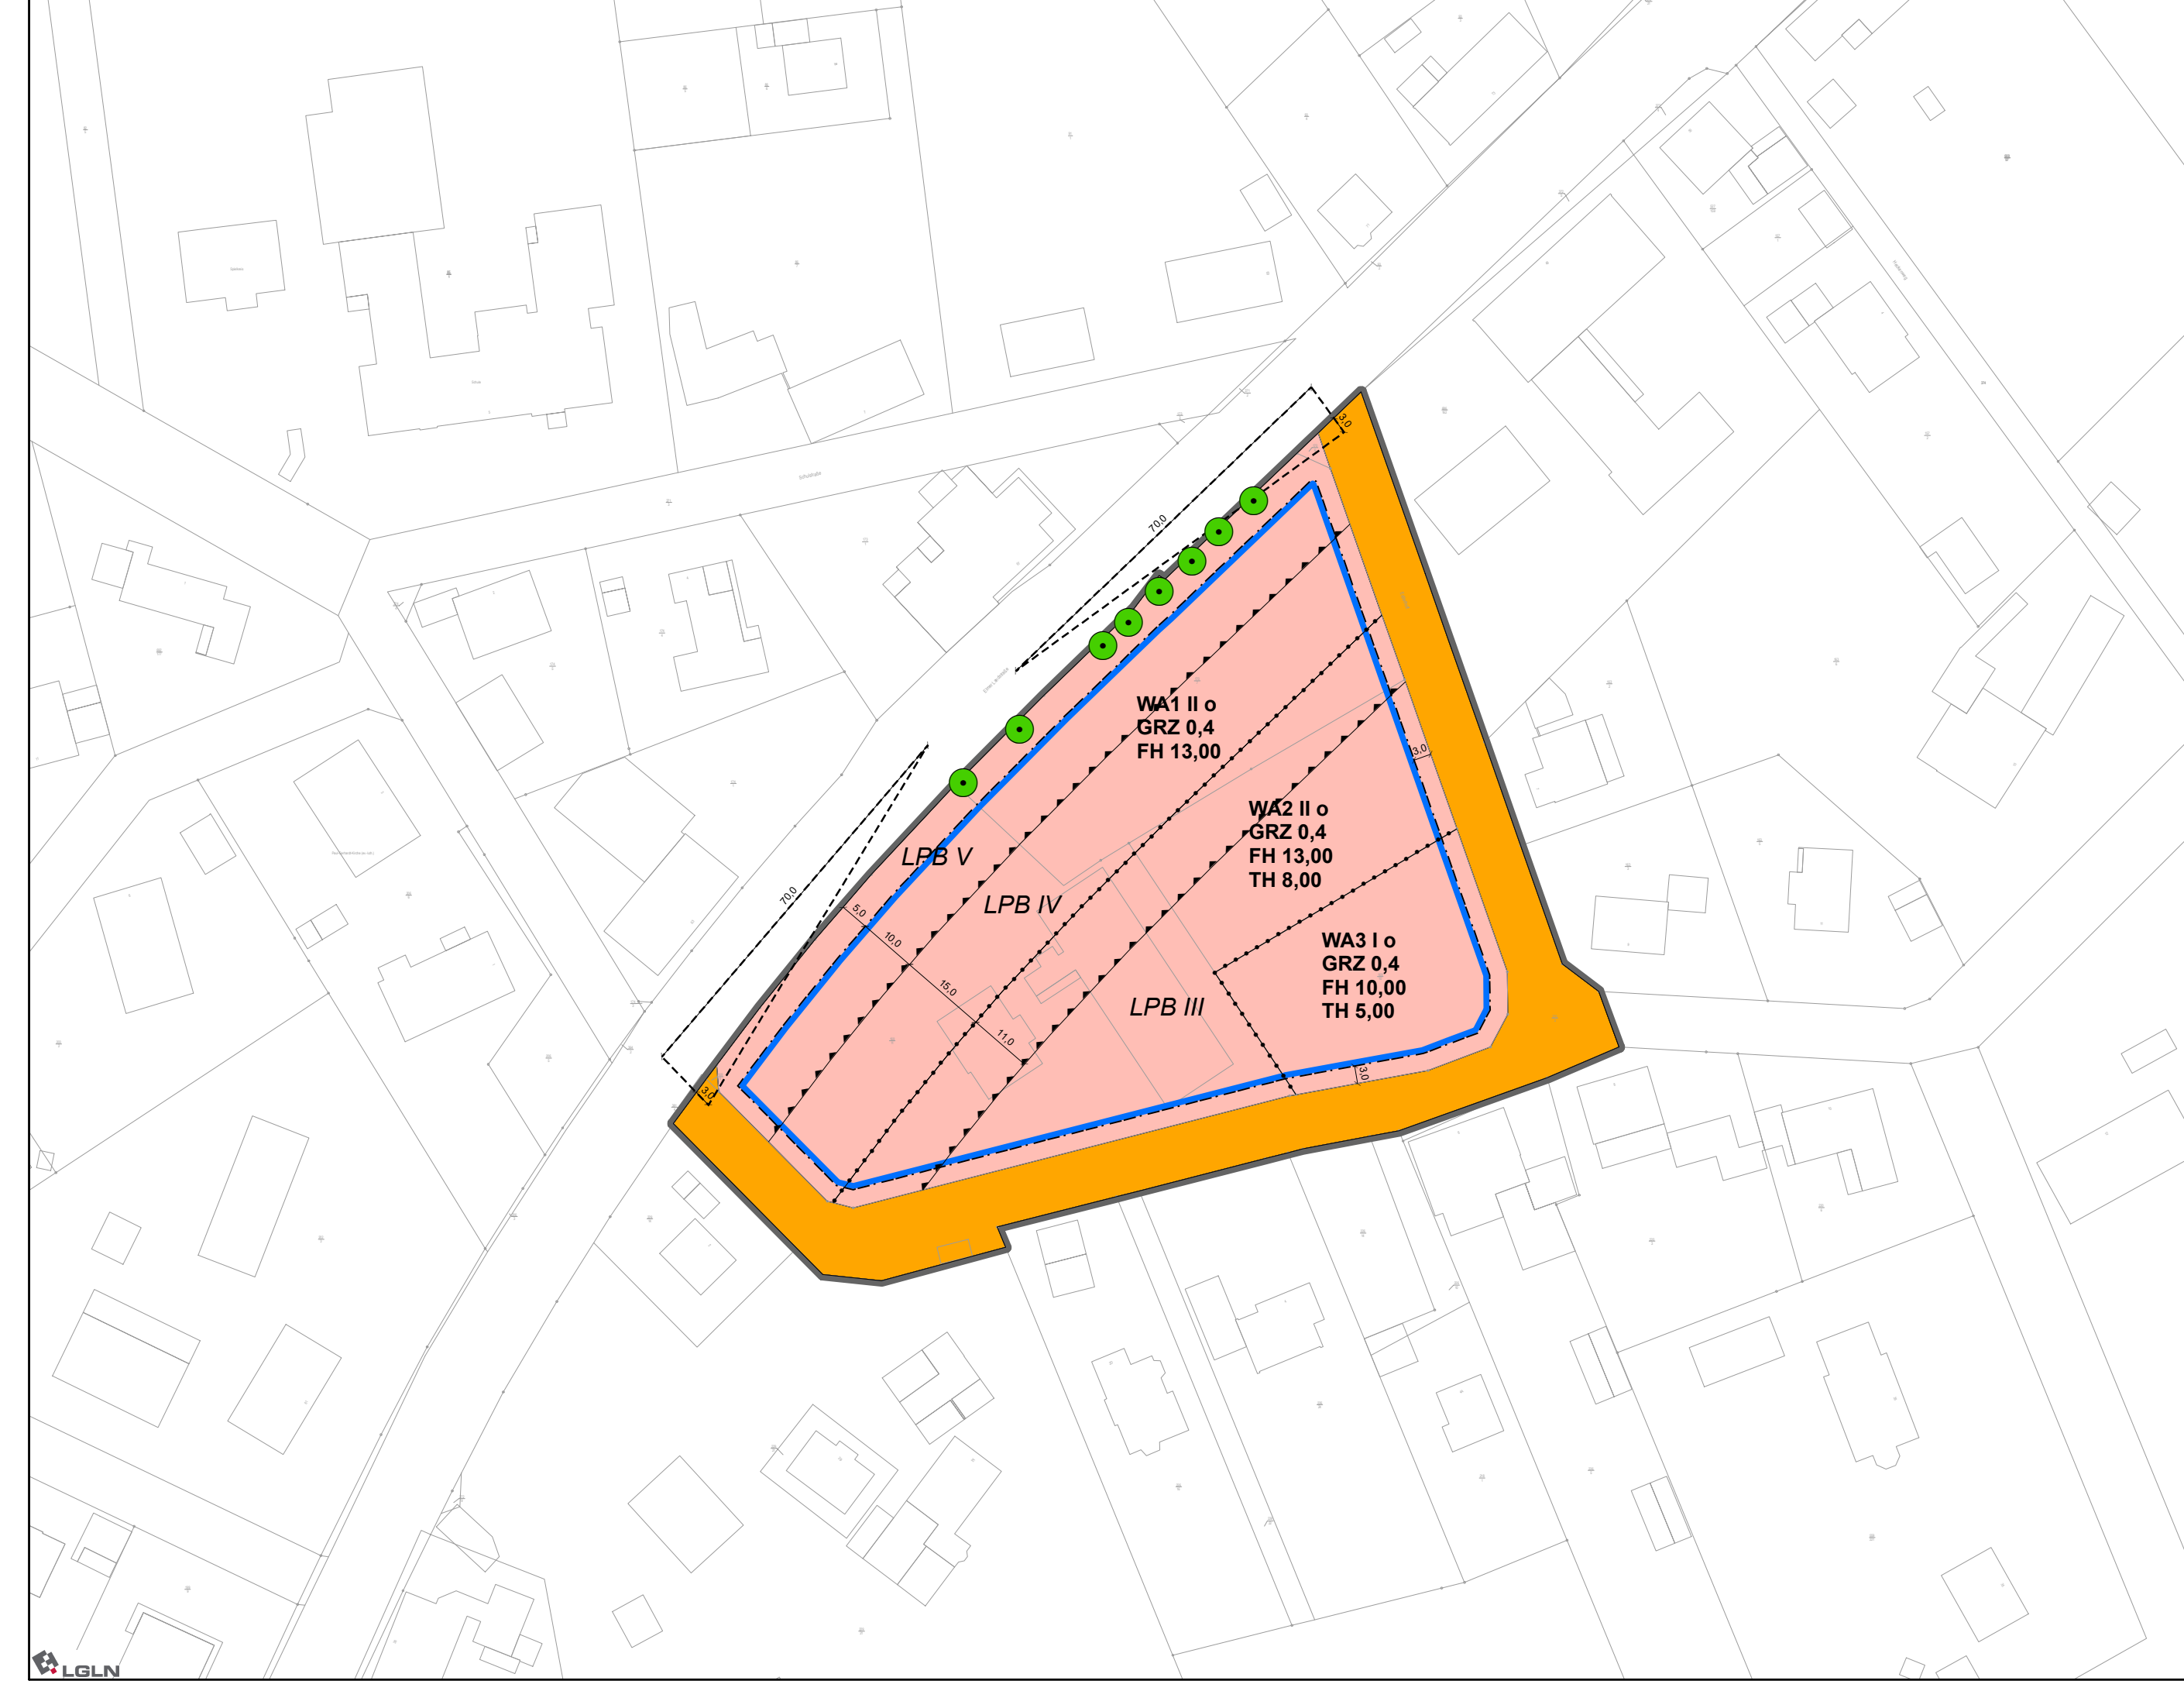 3,0
70,0
Schulstraße
WA1 II o
GRZ 0,4
FH 13,00
3,0
WA2 II o
GRZ 0,4
FH 13,00
TH 8,00
LPB V
70,0
LPB IV
5,0
10,0
WA3 I o
GRZ 0,4
FH 10,00
TH 5,00
15,0
LPB III
11,0
3,0
3,0
LGLN